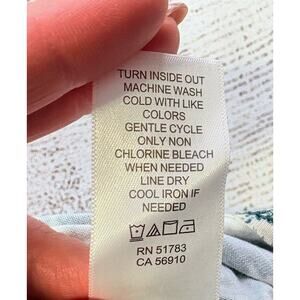 TURN INSIDE OUT
MACHINE WASH
COLD WITH LIKE
COLORS
GENTLE CYCLE
ONLY NON
CHLORINE BLEACH
WHEN NEEDED
LINE DRY
COOL IRON IF
NEEDED
RN 51783
CA 56910